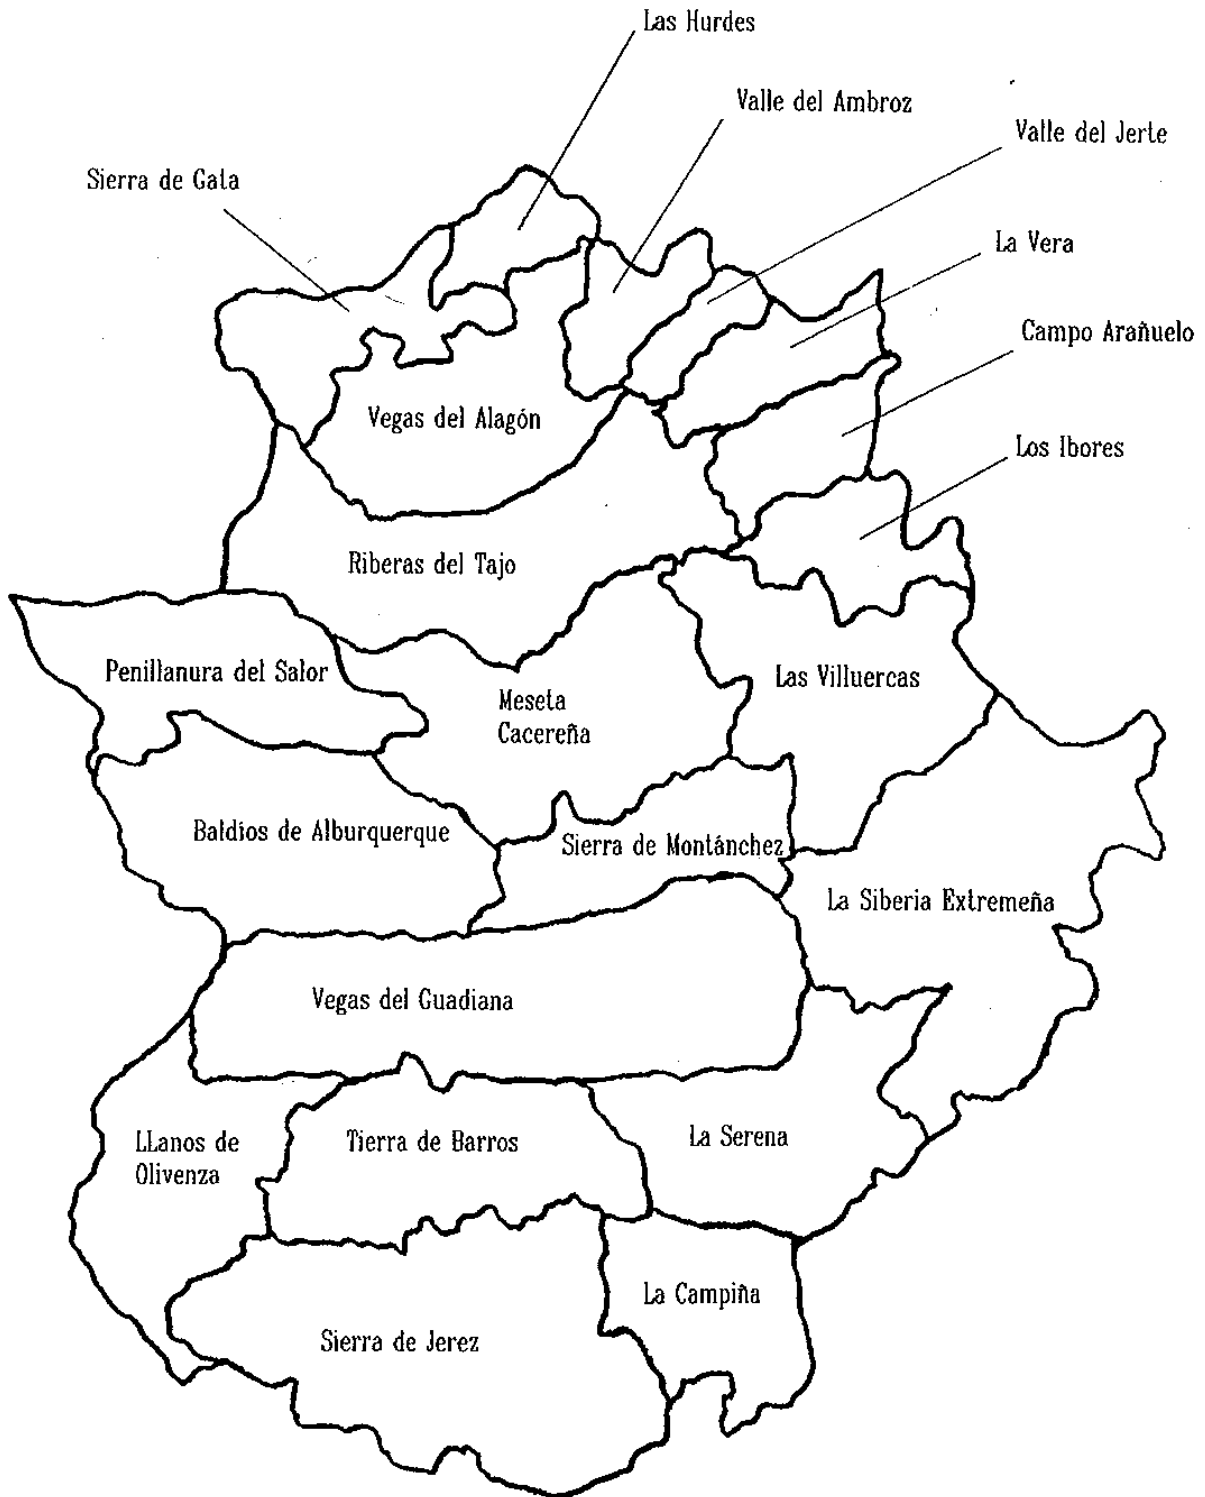 Las Hurdes
Valle del Ambroz
Valle del Jerte
Sierra de Gata
La Vera
Campo Arañuelo
Vegas del Alagón
Los Ibores
Riberas del Tajo
Penillanura del Salor
Las Villuercas
Meseta
Cacereña
Baldíos de Alburquerque
Sierra de Montánchez
La Siberia Extremeña
Vegas del Guadiana
LLanos de
Olivenza
Tierra de Barros
La Serena
La Campiña
Sierra de Jerez